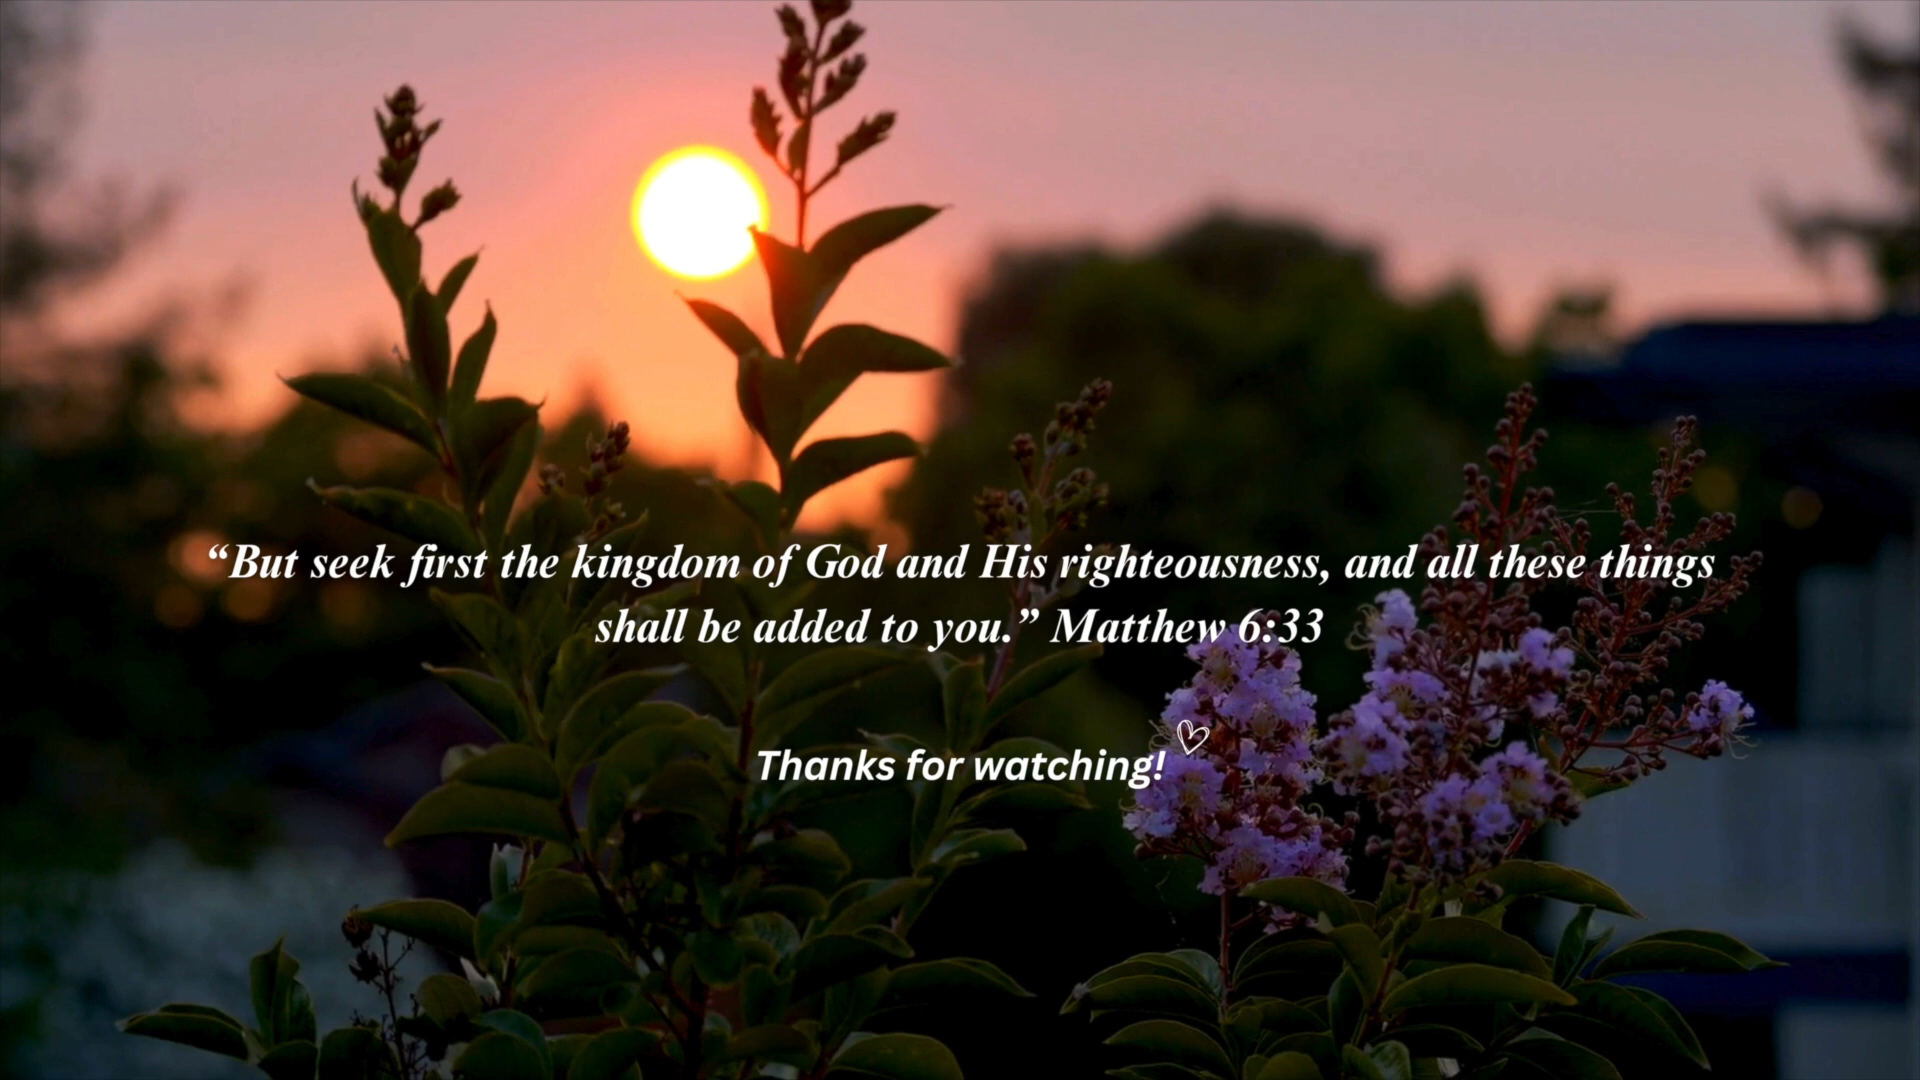 “But seek first the kingdom of God and His righteousness, and all these things
shall be added to you.” Matthew 6:33
Thanks for watching!